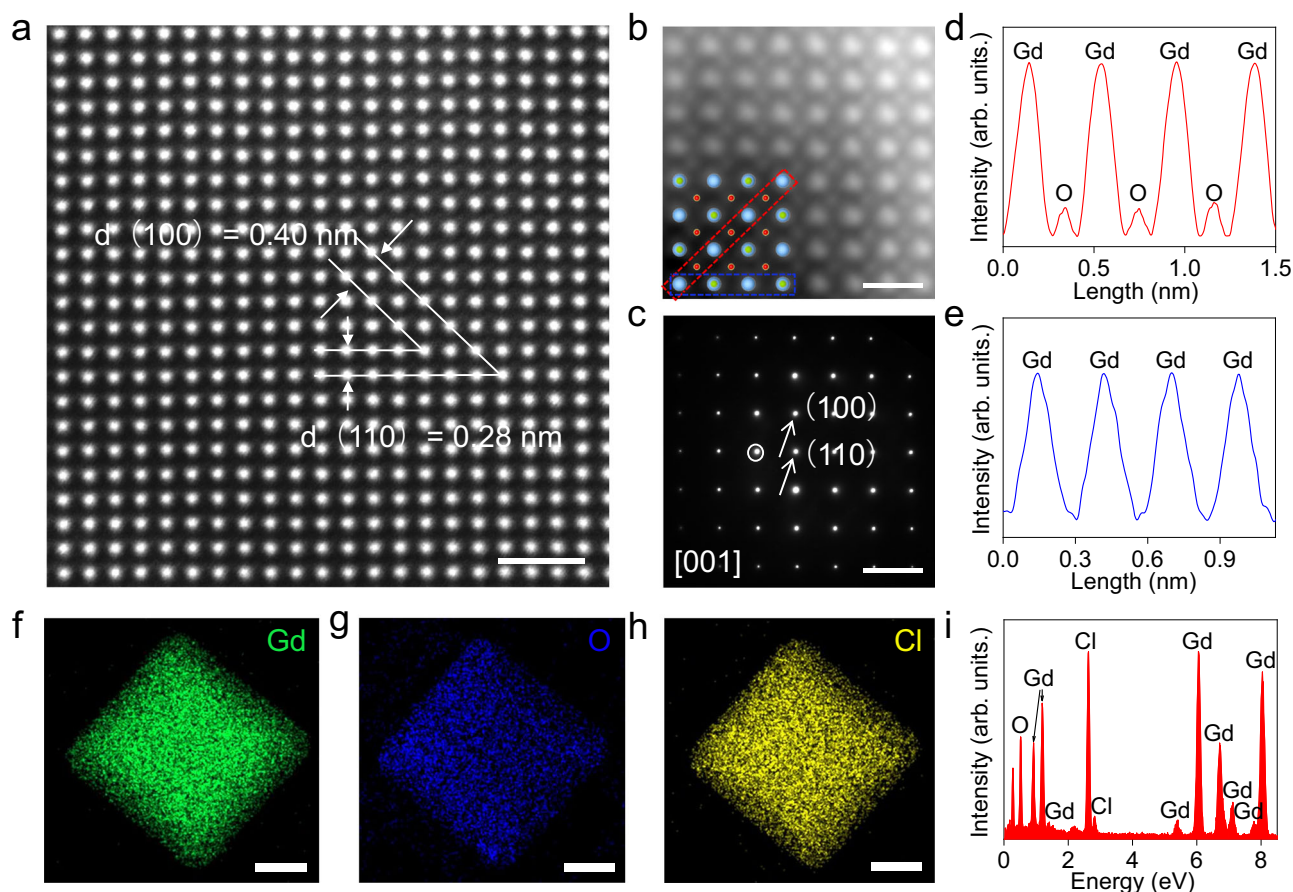 a
d（100）= 0.40 nm
d（110）= 0.28 nm
b
c
（100）
（110）
[001]
d
Gd Gd Gd Gd
O O O
Intensity (arb. units.)
0.0 0.5 1.0 1.5
Length (nm)
e
Gd Gd Gd Gd
Intensity (arb. units.)
0.0 0.3 0.6 0.9
Length (nm)
f
Gd
g
O
h
Cl
i
Cl Gd Gd
Gd
O Gd
Gd Cl Gd Gd Gd
Intensity (arb. units.)
0 2 4 6 8
Energy (eV)